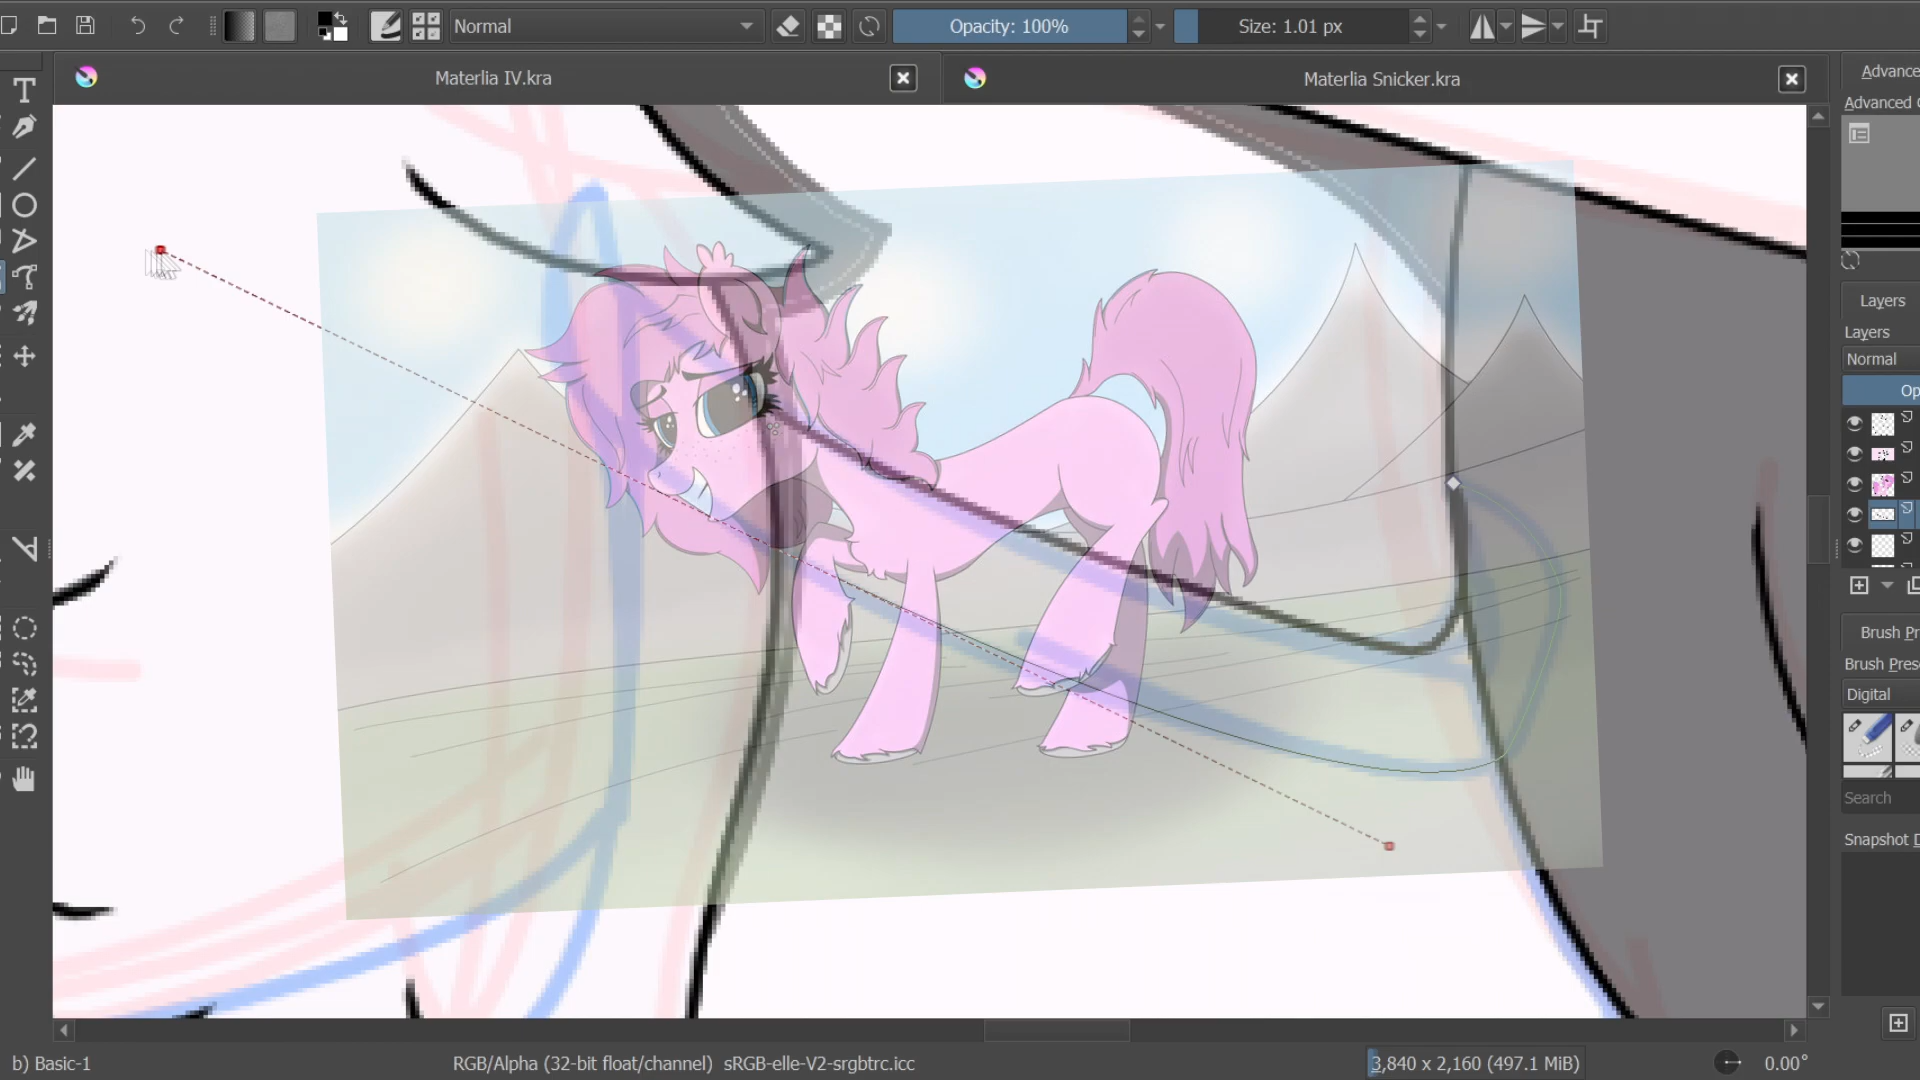 Normal
Opacity: 100%
Size: 1.01 px
Materlia IV.kra
Materlia Snicker.kra
Advance
Advanced
Layers
Layers
Normal
Op
Brush Pr
Brush Prese
Digital
Search
Snapshot D
b) Basic-1
RGB/Alpha (32-bit float/channel) sRGB-elle-V2-srgbtrc.icc
3,840 x 2,160 (497.1 MiB)
0.00°